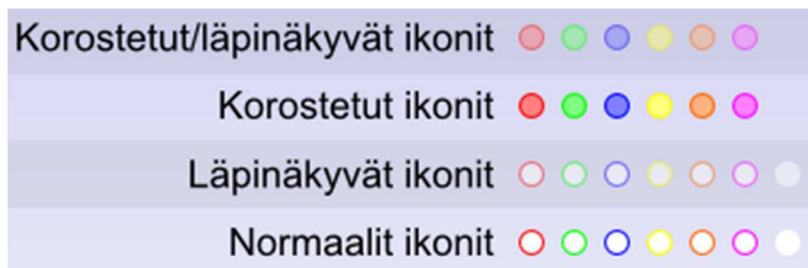 Korostetut/läpinäkyvät ikonit
Korostetut ikonit
Läpinäkyvät ikonit
Normaalit ikonit